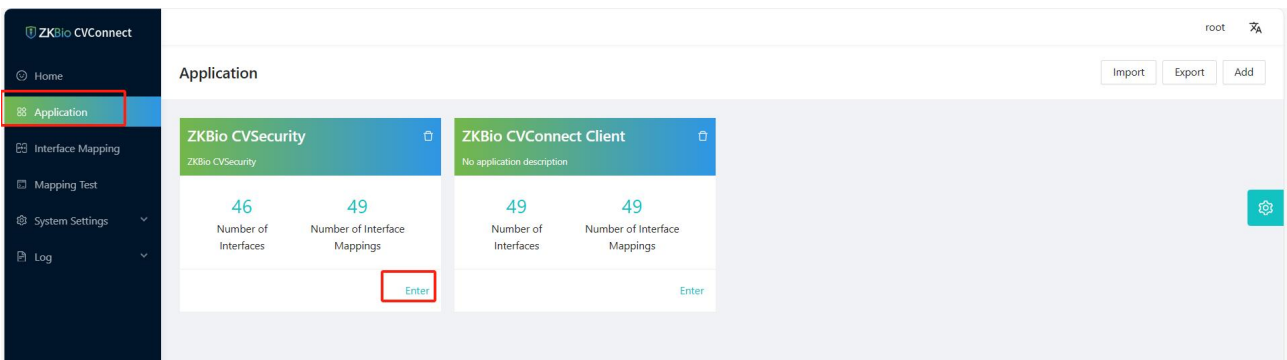 ZKBio CVConnect
root
Home
Application
Interface Mapping
Mapping Test
System Settings
Log
Application
Import Export Add
ZKBio CVSecurity
ZKBio CVSecurity
46
Number of
Interfaces
49
Number of Interface
Mappings
Enter
ZKBio CVConnect Client
No application description
49
Number of
Interfaces
49
Number of Interface
Mappings
Enter